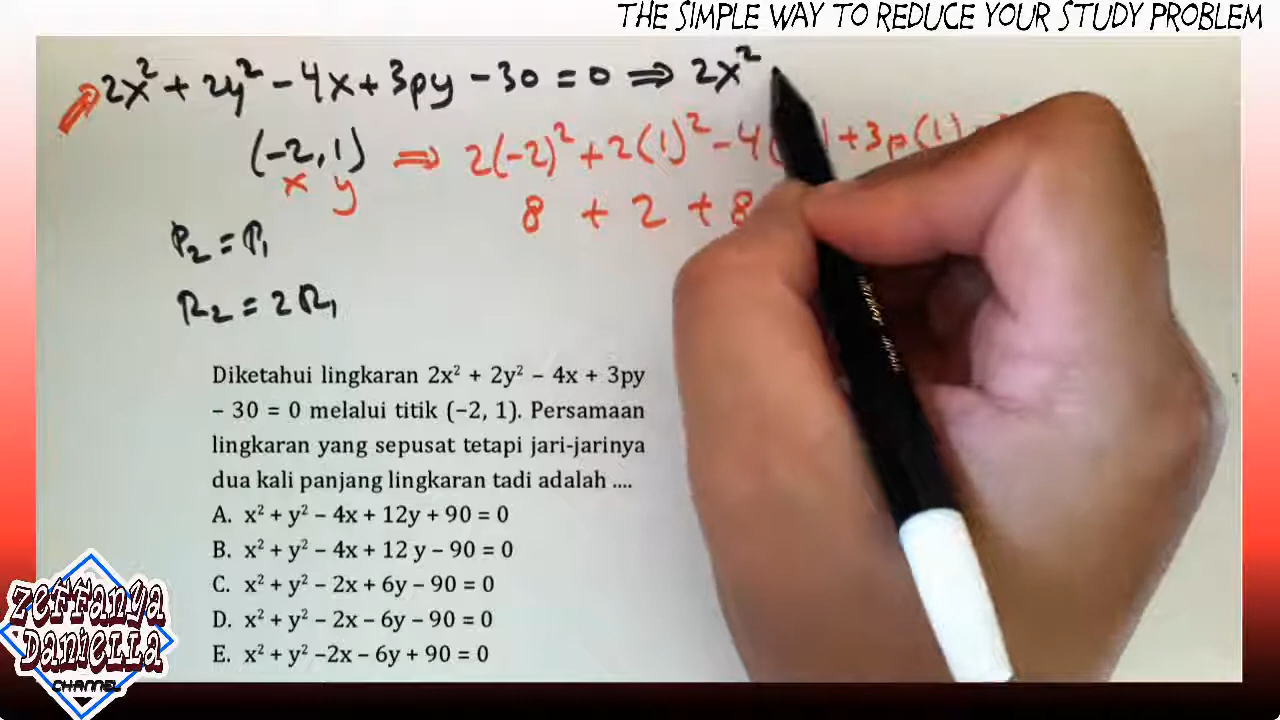 THE SIMPLE WAY TO REDUCE YOUR STUDY PROBLEM
2x² + 2y² - 4x + 3py - 30 = 0 ⇒ 2x²
(-2, 1) ⇒ 2(-2)² + 2(1)² - 4( ) + 3p(1)
x y
8 + 2 + 8
P₂ = P₁
R₂ = 2R₁
Diketahui lingkaran 2x² + 2y² – 4x + 3py
– 30 = 0 melalui titik (–2, 1). Persamaan
lingkaran yang sepusat tetapi jari-jarinya
dua kali panjang lingkaran tadi adalah ....
A. x² + y² – 4x + 12y + 90 = 0
B. x² + y² – 4x + 12 y – 90 = 0
C. x² + y² – 2x + 6y – 90 = 0
D. x² + y² – 2x – 6y – 90 = 0
E. x² + y² –2x – 6y + 90 = 0
Zeffanya
Daniella
CHANNEL